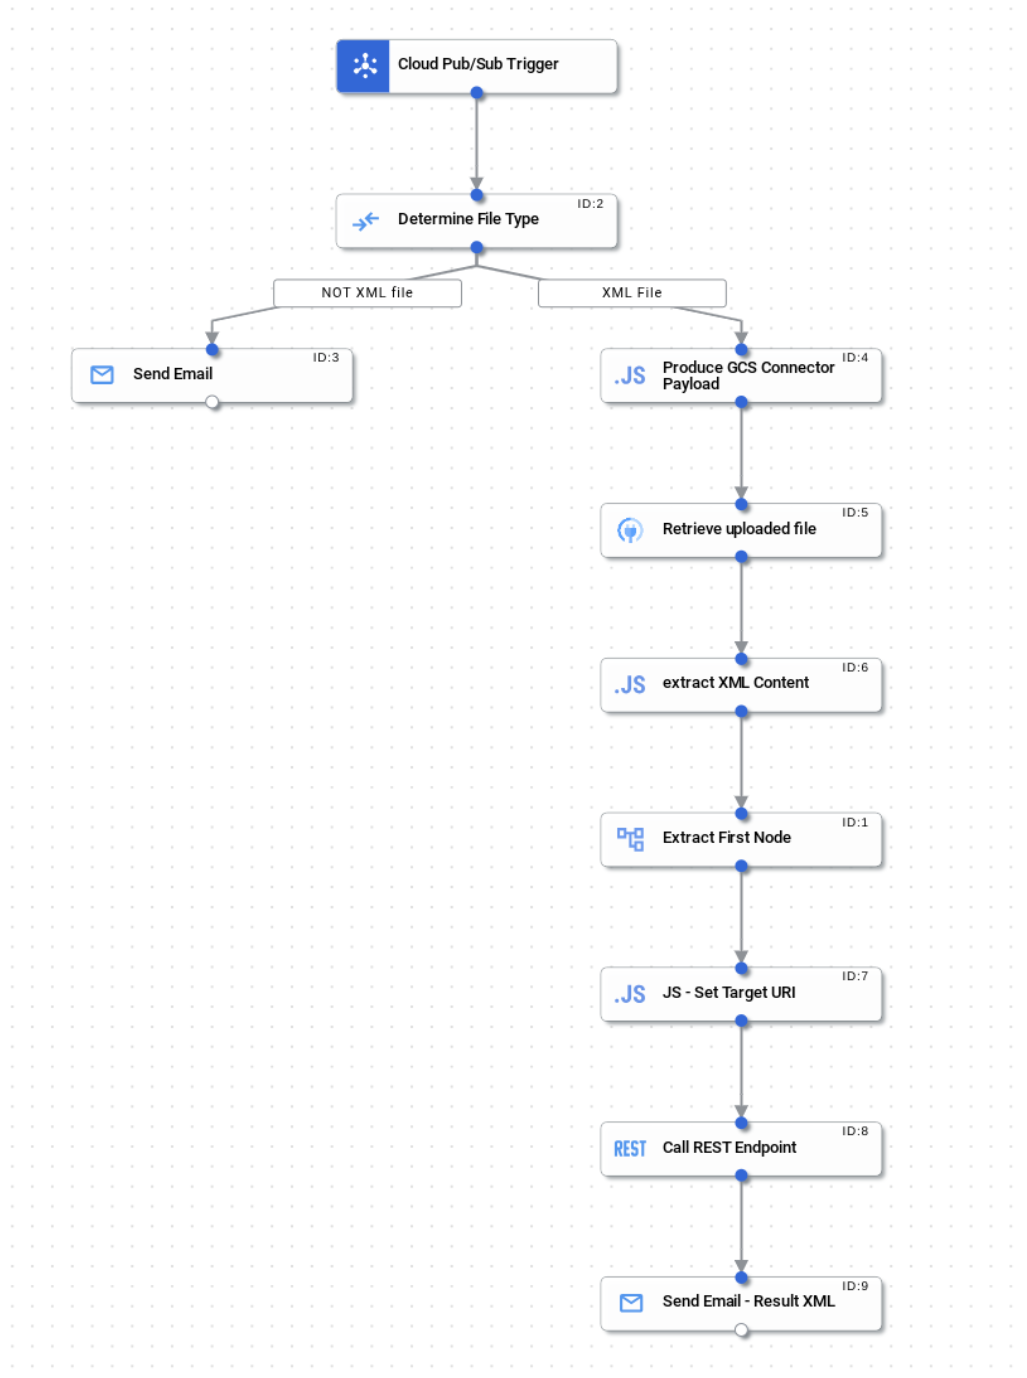 Cloud Pub/Sub Trigger
ID:2
Determine File Type
NOT XML file
XML File
ID:3
Send Email
ID:4
.JS
Produce GCS Connector
Payload
ID:5
Retrieve uploaded file
ID:6
.JS
extract XML Content
ID:1
Extract First Node
ID:7
.JS
JS - Set Target URI
ID:8
REST
Call REST Endpoint
ID:9
Send Email - Result XML